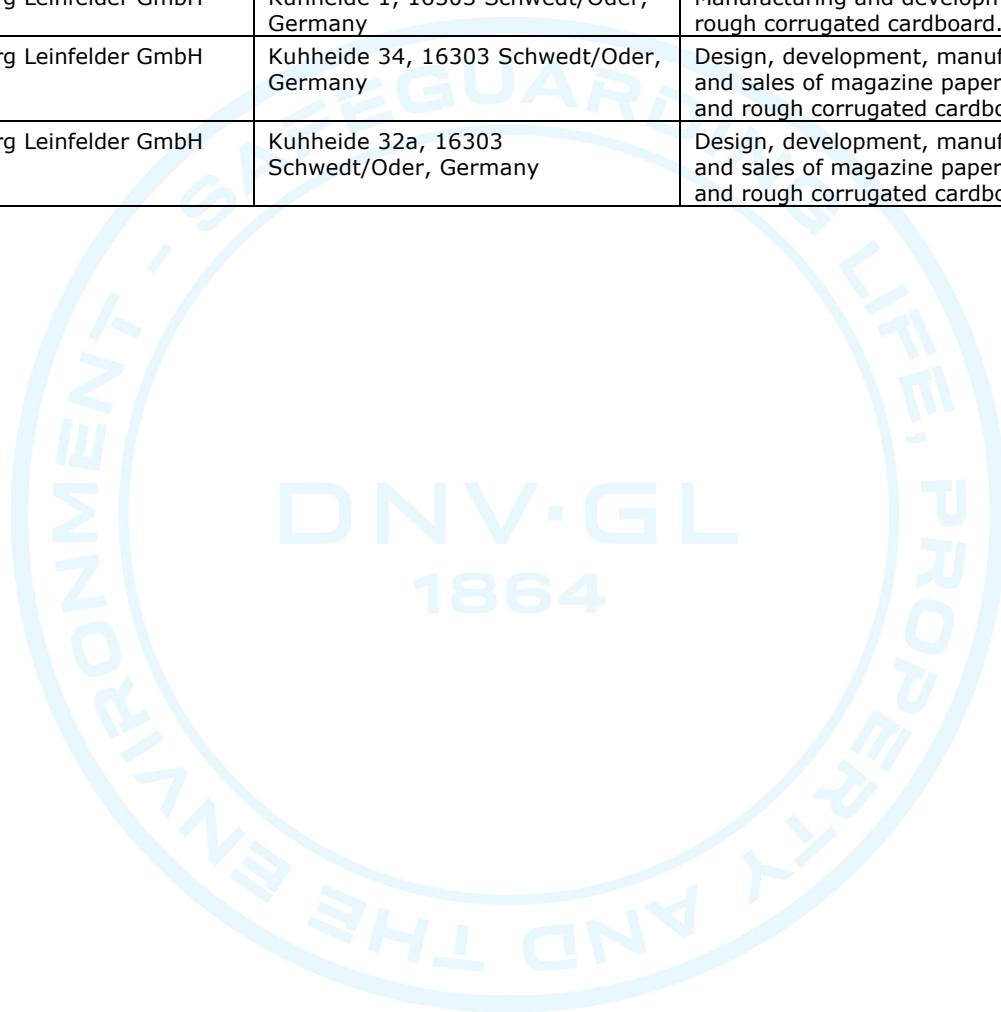 rg Leinfelder GmbH
Kuhheide 1, 16303 Schwedt/Oder,
Germany
Manufacturing and developm
rough corrugated cardboard.
rg Leinfelder GmbH
Kuhheide 34, 16303 Schwedt/Oder,
Germany
Design, development, manuf
and sales of magazine paper
and rough corrugated cardbo
rg Leinfelder GmbH
Kuhheide 32a, 16303
Schwedt/Oder, Germany
Design, development, manuf
and sales of magazine paper
and rough corrugated cardbo
SAFEGUARDING LIFE, PROPERTY AND THE ENVIRONMENT -
DNV·GL
1864